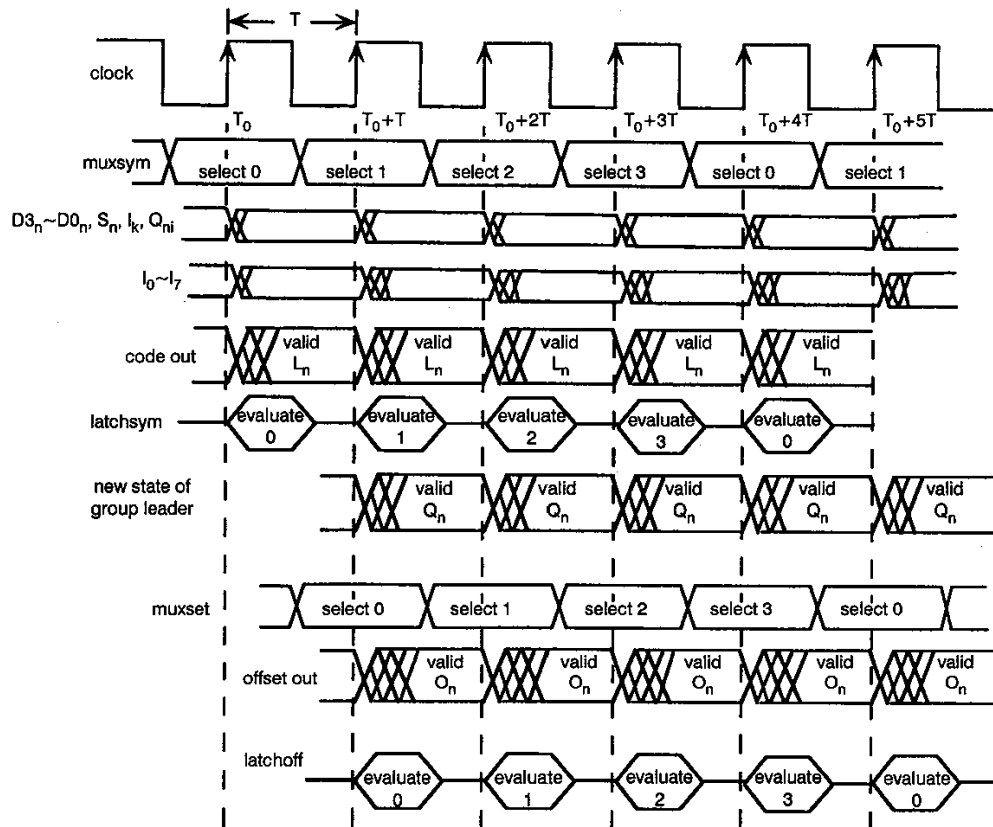 T
clock
T₀ T₀+T T₀+2T T₀+3T T₀+4T T₀+5T
muxsym select 0 select 1 select 2 select 3 select 0 select 1
D3ₙ~D0ₙ, Sₙ, Iₖ, Qₙᵢ
I₀~I₇
code out valid Lₙ valid Lₙ valid Lₙ valid Lₙ valid Lₙ
latchsym evaluate 0 evaluate 1 evaluate 2 evaluate 3 evaluate 0
new state of
group leader valid Qₙ valid Qₙ valid Qₙ valid Qₙ valid Qₙ
muxset select 0 select 1 select 2 select 3 select 0
offset out valid Oₙ valid Oₙ valid Oₙ valid Oₙ valid Oₙ
latchoff evaluate 0 evaluate 1 evaluate 2 evaluate 3 evaluate 0